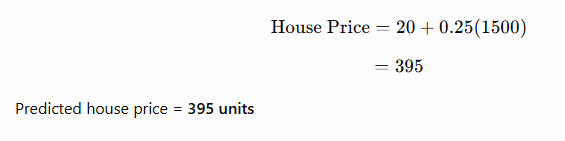 House Price = 20 + 0.25(1500)
= 395
Predicted house price = 395 units